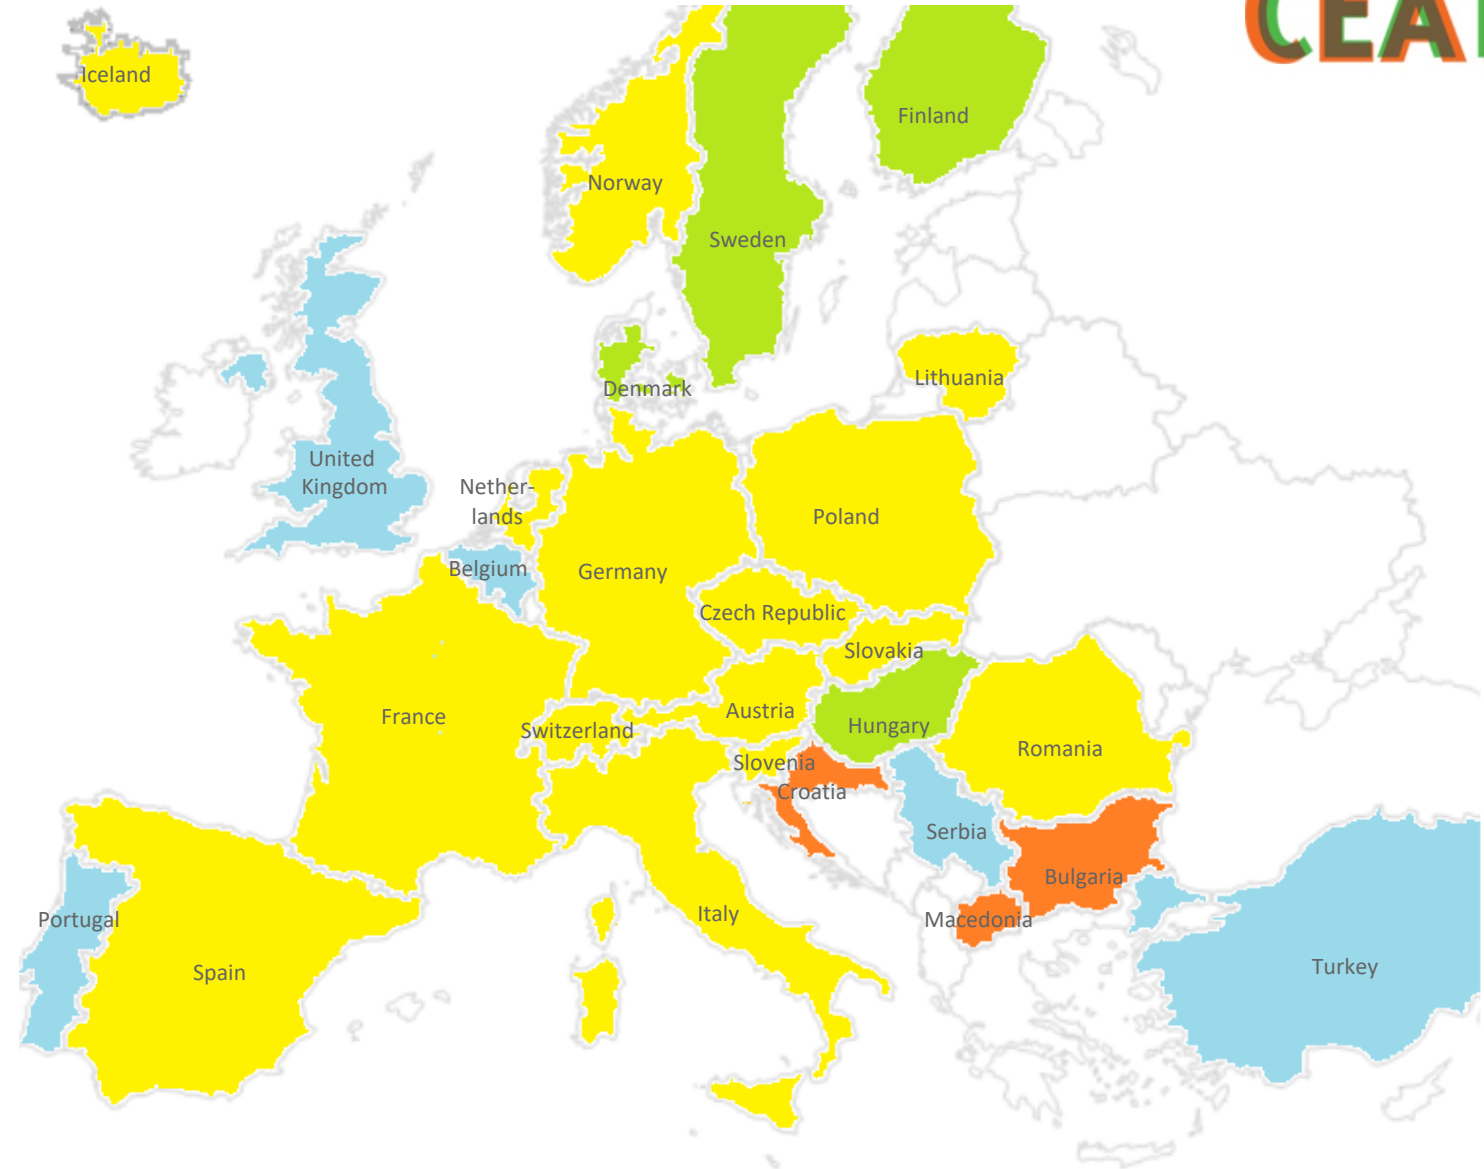 CEA
Iceland
Finland
Norway
Sweden
Denmark
Lithuania
United
Kingdom
Nether-
lands
Poland
Belgium
Germany
Czech Republic
Slovakia
France
Switzerland
Austria
Hungary
Romania
Slovenia
Croatia
Serbia
Bulgaria
Portugal
Italy
Macedonia
Spain
Turkey